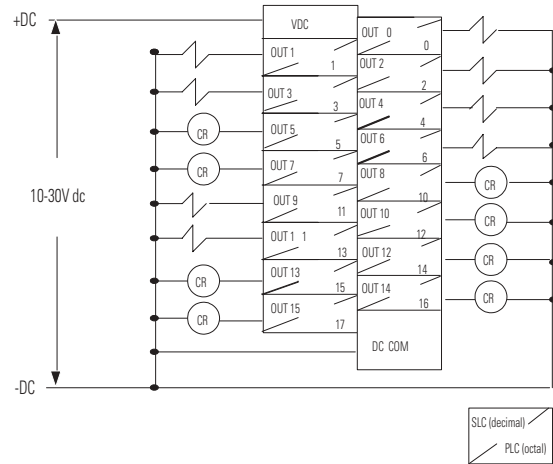 +DC
VDC
OUT 0
0
OUT 1
1
OUT 2
2
OUT 3
3
OUT 4
4
CR
OUT 5
5
OUT 6
6
CR
OUT 7
7
OUT 8
10
CR
10-30V dc
OUT 9
11
OUT 10
12
CR
OUT 1 1
13
OUT 12
14
CR
CR
OUT 13
15
OUT 14
16
CR
CR
OUT 15
17
DC COM
-DC
SLC (decimal)
PLC (octal)